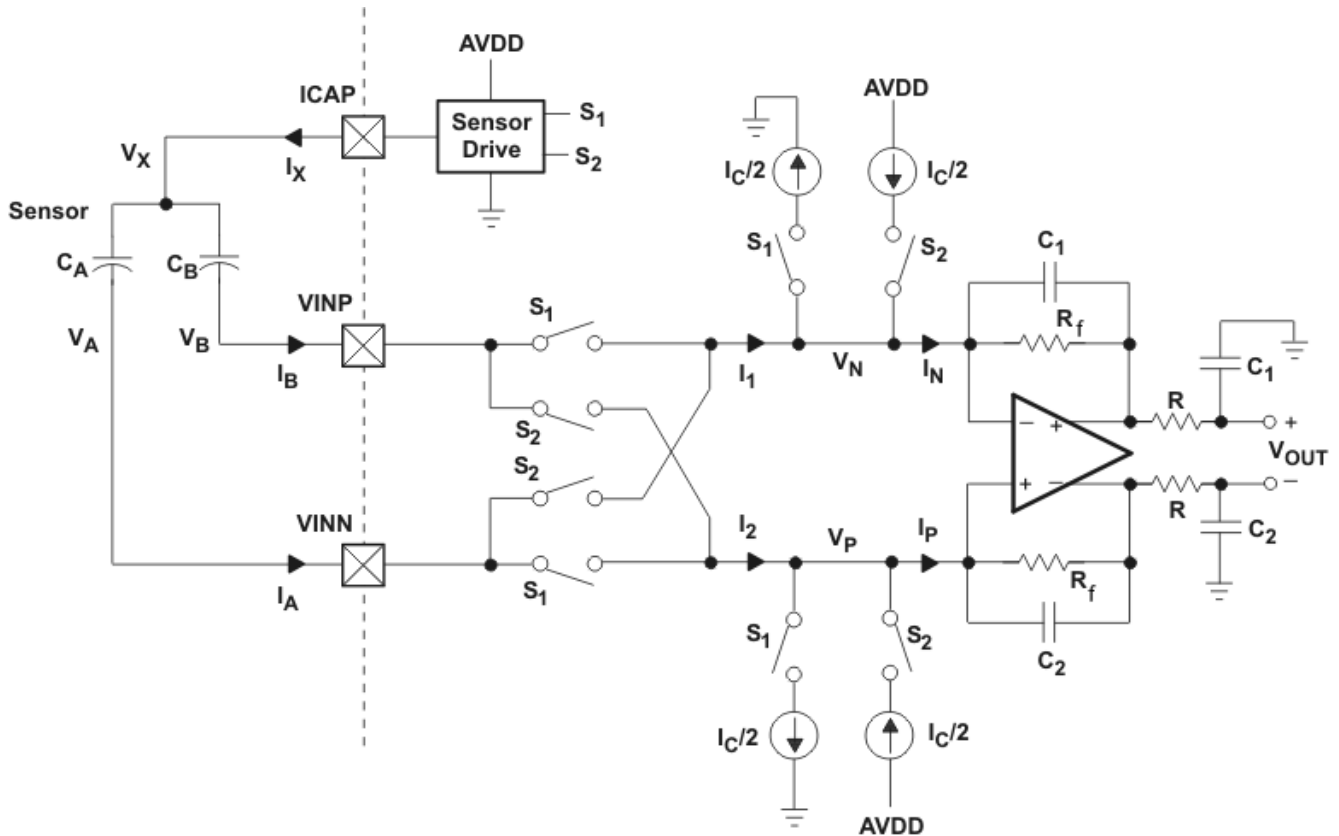 AVDD
ICAP
AVDD
S1
Sensor
Drive
S2
VX
IX
IC/2
IC/2
Sensor
S1
S2
C1
CA
CB
VINP
S1
Rf
VA
VB
IB
I1
VN
IN
C1
R
S2
− +
+
VOUT
S2
+ −
−
VINN
I2
VP
IP
R
C2
IA
S1
Rf
S1
S2
C2
IC/2
IC/2
AVDD